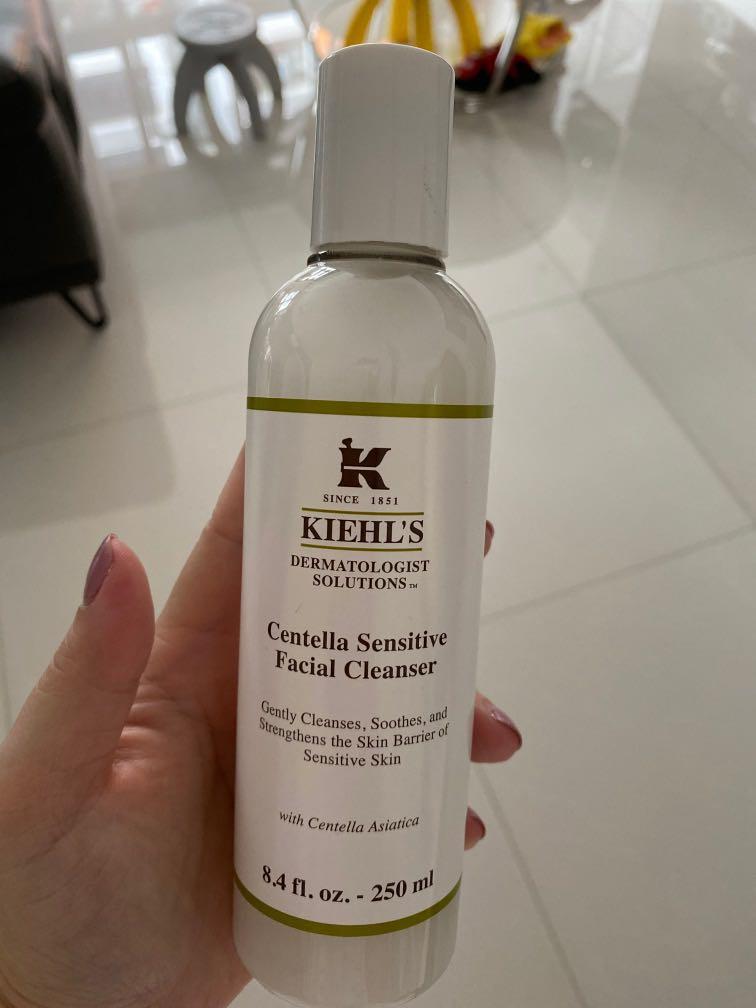 K
SINCE 1851
KIEHL'S
DERMATOLOGIST
SOLUTIONS™
Centella Sensitive
Facial Cleanser
Gently Cleanses, Soothes, and
Strengthens the Skin Barrier of
Sensitive Skin
with Centella Asiatica
8.4 fl. oz. - 250 ml